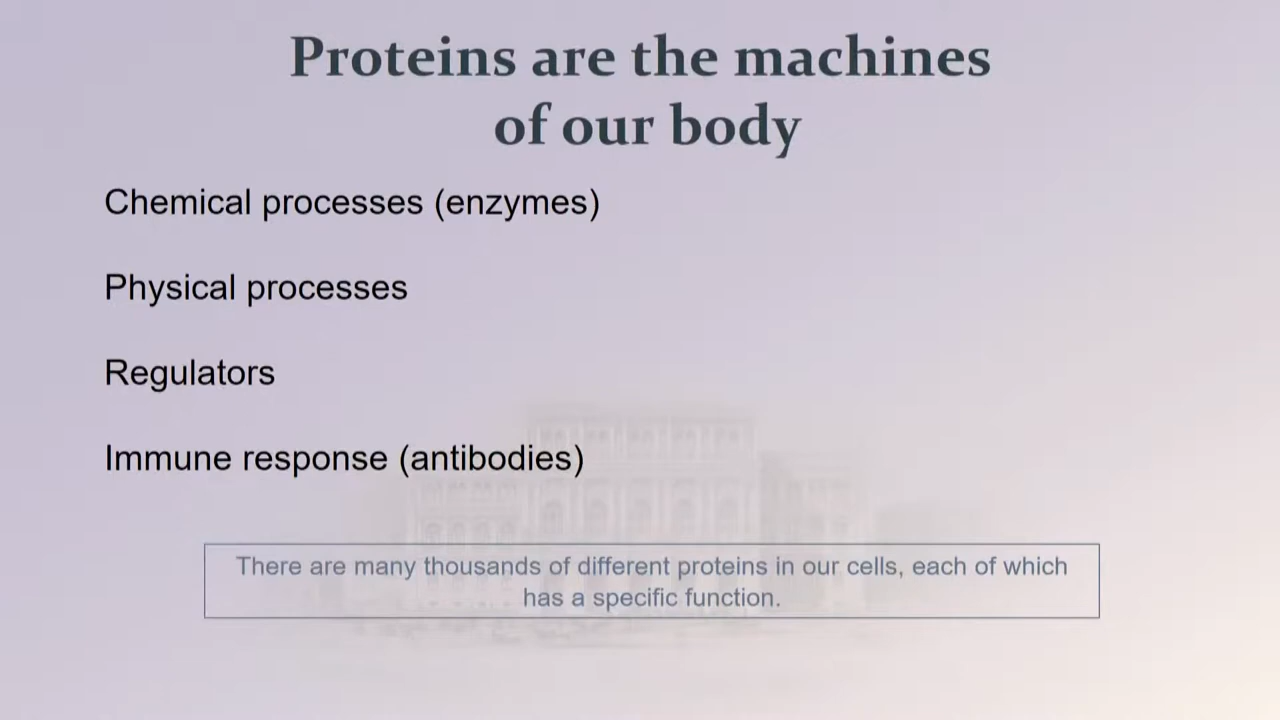 Proteins are the machines
of our body
Chemical processes (enzymes)
Physical processes
Regulators
Immune response (antibodies)
There are many thousands of different proteins in our cells, each of which
has a specific function.